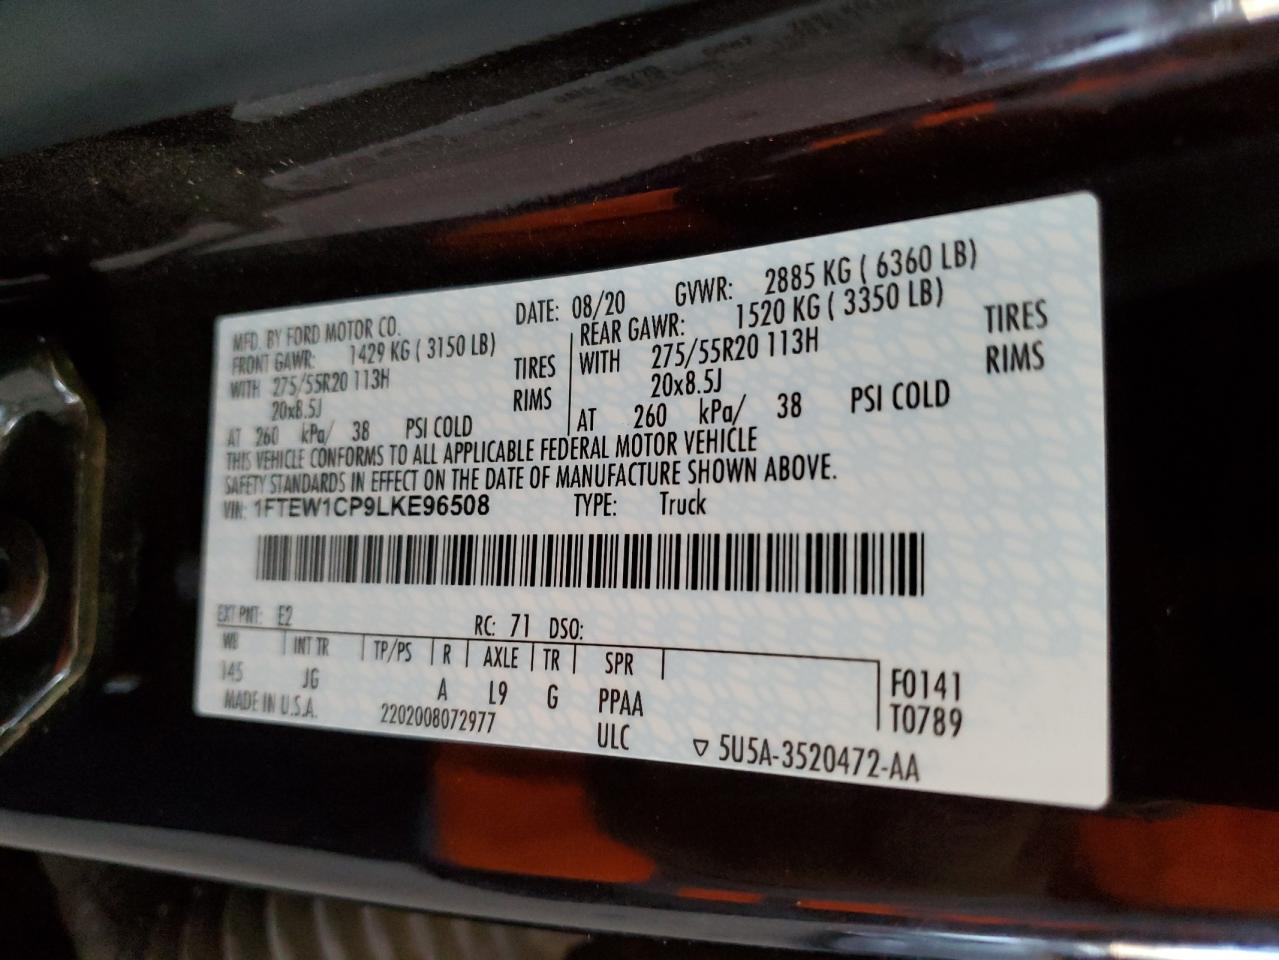 MFD. BY FORD MOTOR CO. DATE: 08/20 GVWR: 2885 KG ( 6360 LB)
FRONT GAWR: 1429 KG ( 3150 LB) REAR GAWR: 1520 KG ( 3350 LB)
WITH 275/55R20 113H TIRES WITH 275/55R20 113H TIRES
20x8.5J RIMS 20x8.5J RIMS
AT 260 kPa/ 38 PSI COLD AT 260 kPa/ 38 PSI COLD
THIS VEHICLE CONFORMS TO ALL APPLICABLE FEDERAL MOTOR VEHICLE
SAFETY STANDARDS IN EFFECT ON THE DATE OF MANUFACTURE SHOWN ABOVE.
VIN: 1FTEW1CP9LKE96508 TYPE: Truck
EXT PNT: E2 RC: 71 DSO:
WB INT TR TP/PS R AXLE TR SPR
145 JG A L9 G PPAA F0141
T0789
MADE IN U.S.A. 2202008072977 ULC ▽ 5U5A-3520472-AA